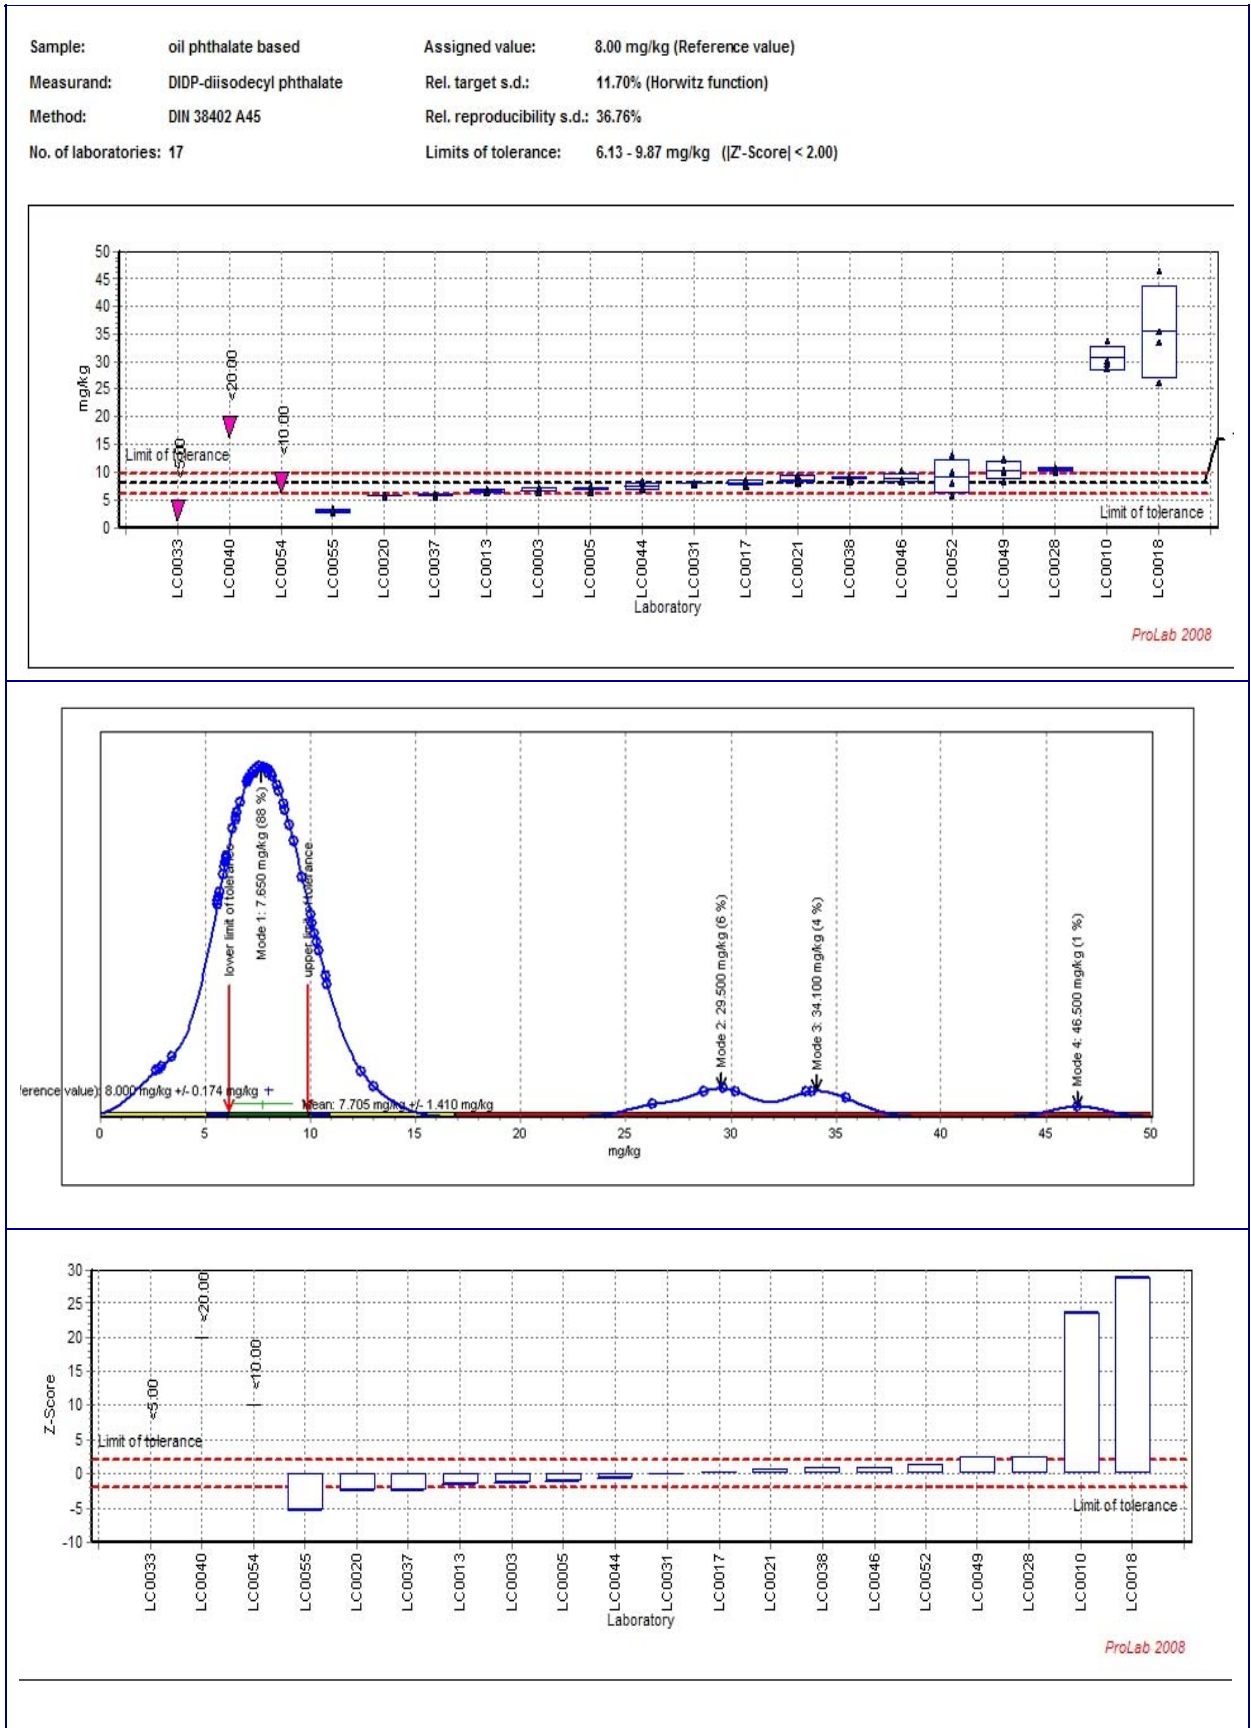 Sample: oil phthalate based Assigned value: 8.00 mg/kg (Reference value)
Measurand: DIDP-diisodecyl phthalate Rel. target s.d.: 11.70% (Horwitz function)
Method: DIN 38402 A45 Rel. reproducibility s.d.: 36.76%
No. of laboratories: 17 Limits of tolerance: 6.13 - 9.87 mg/kg (|Z'-Score| < 2.00)
50
45
40
35
30
25
20
15
10
5
0
mg/kg
<5.00
<20.00
<10.00
Limit of tolerance
Limit of tolerance
LC0033
LC0040
LC0054
LC0055
LC0020
LC0037
LC0013
LC0003
LC0005
LC0044
LC0031
LC0017
LC0021
LC0038
LC0046
LC0052
LC0049
LC0028
LC0010
LC0018
Laboratory
ProLab 2008
lower limit of tolerance
Mode 1: 7.650 mg/kg (88 %)
upper limit of tolerance
Mode 2: 29.500 mg/kg (6 %)
Mode 3: 34.100 mg/kg (4 %)
Mode 4: 46.500 mg/kg (1 %)
ference value): 8.000 mg/kg +/- 0.174 mg/kg
Mean: 7.705 mg/kg +/- 1.410 mg/kg
0 5 10 15 20 25 30 35 40 45 50
mg/kg
30
25
20
15
10
5
0
-5
-10
Z-Score
<5.00
<20.00
<10.00
Limit of tolerance
Limit of tolerance
LC0033
LC0040
LC0054
LC0055
LC0020
LC0037
LC0013
LC0003
LC0005
LC0044
LC0031
LC0017
LC0021
LC0038
LC0046
LC0052
LC0049
LC0028
LC0010
LC0018
Laboratory
ProLab 2008